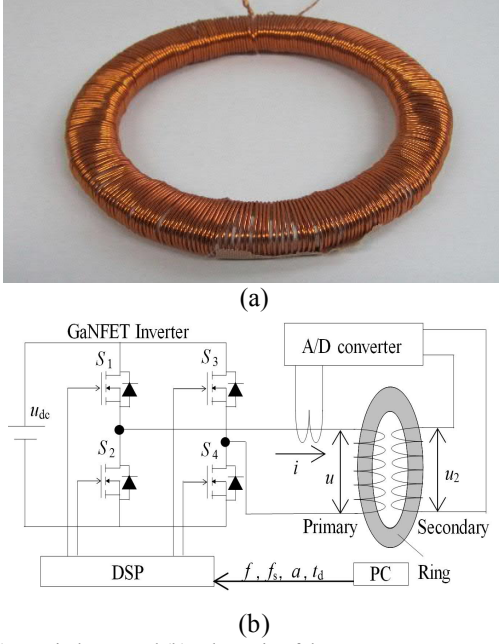 (a)
GaNFET Inverter
A/D converter
S1
S3
udc
S2
S4
i
u
u2
Primary
Secondary
DSP
f , fs, a, td
PC
Ring
(b)